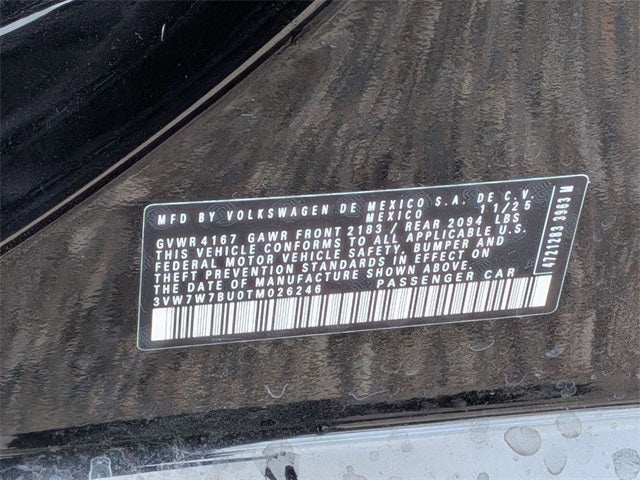 MFD BY VOLKSWAGEN DE MEXICO S.A. DE C.V.
MEXICO 11/25
GVWR 4167 GAWR FRONT 2183 / REAR 2094 LBS
THIS VEHICLE CONFORMS TO ALL APPLICABLE U.S.
FEDERAL MOTOR VEHICLE SAFETY, BUMPER AND
THEFT PREVENTION STANDARDS IN EFFECT ON
THE DATE OF MANUFACTURE SHOWN ABOVE.
3VW7W7BU0TM026246 PASSENGER CAR
4721263 3963 M